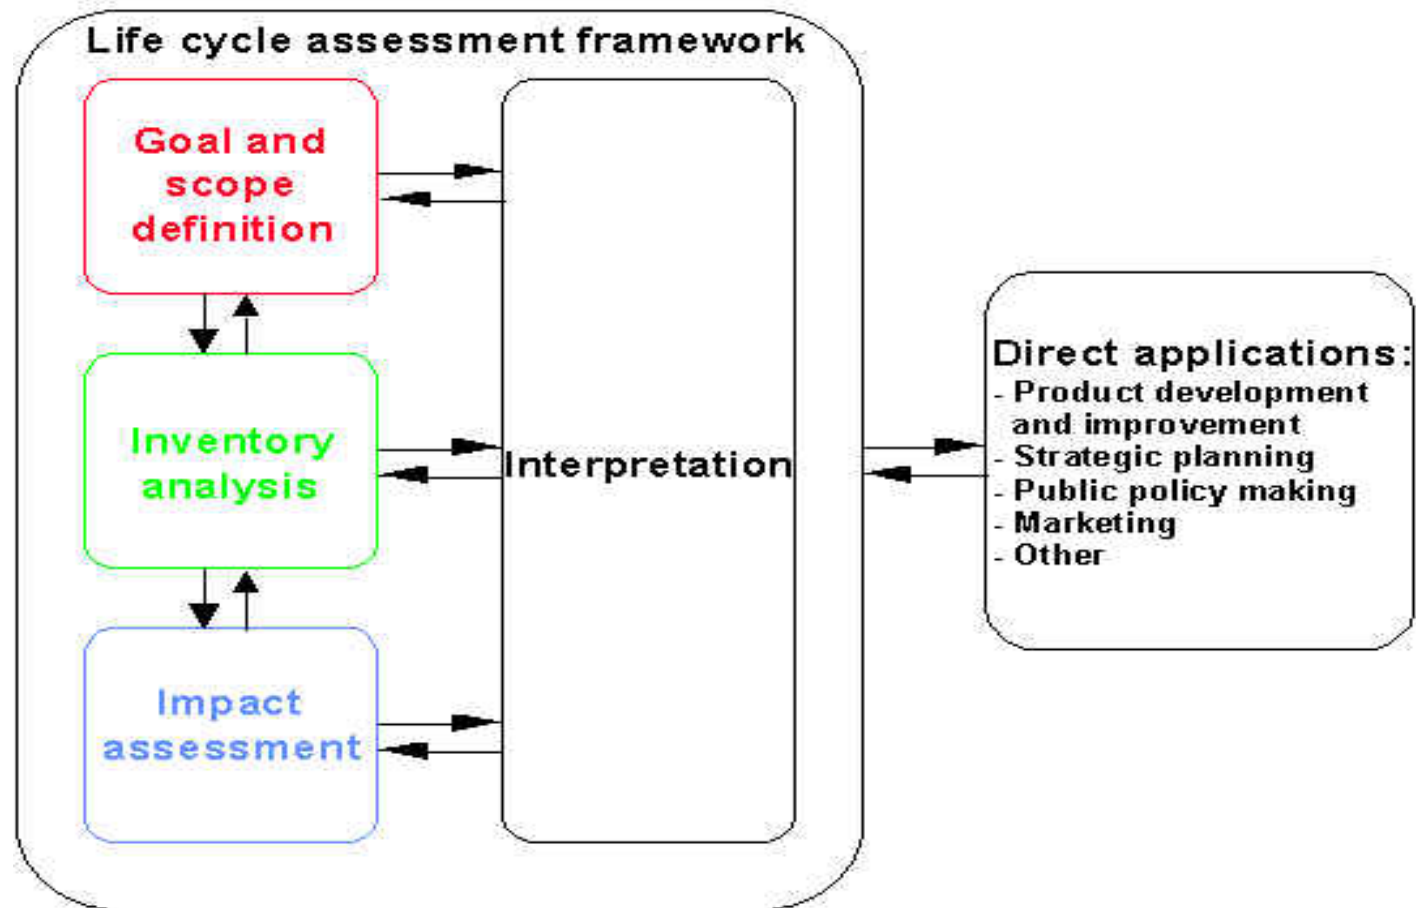 Life cycle assessment framework
Goal and
scope
definition
Inventory
analysis
Impact
assessment
Interpretation
Direct applications:
- Product development
and improvement
- Strategic planning
- Public policy making
- Marketing
- Other